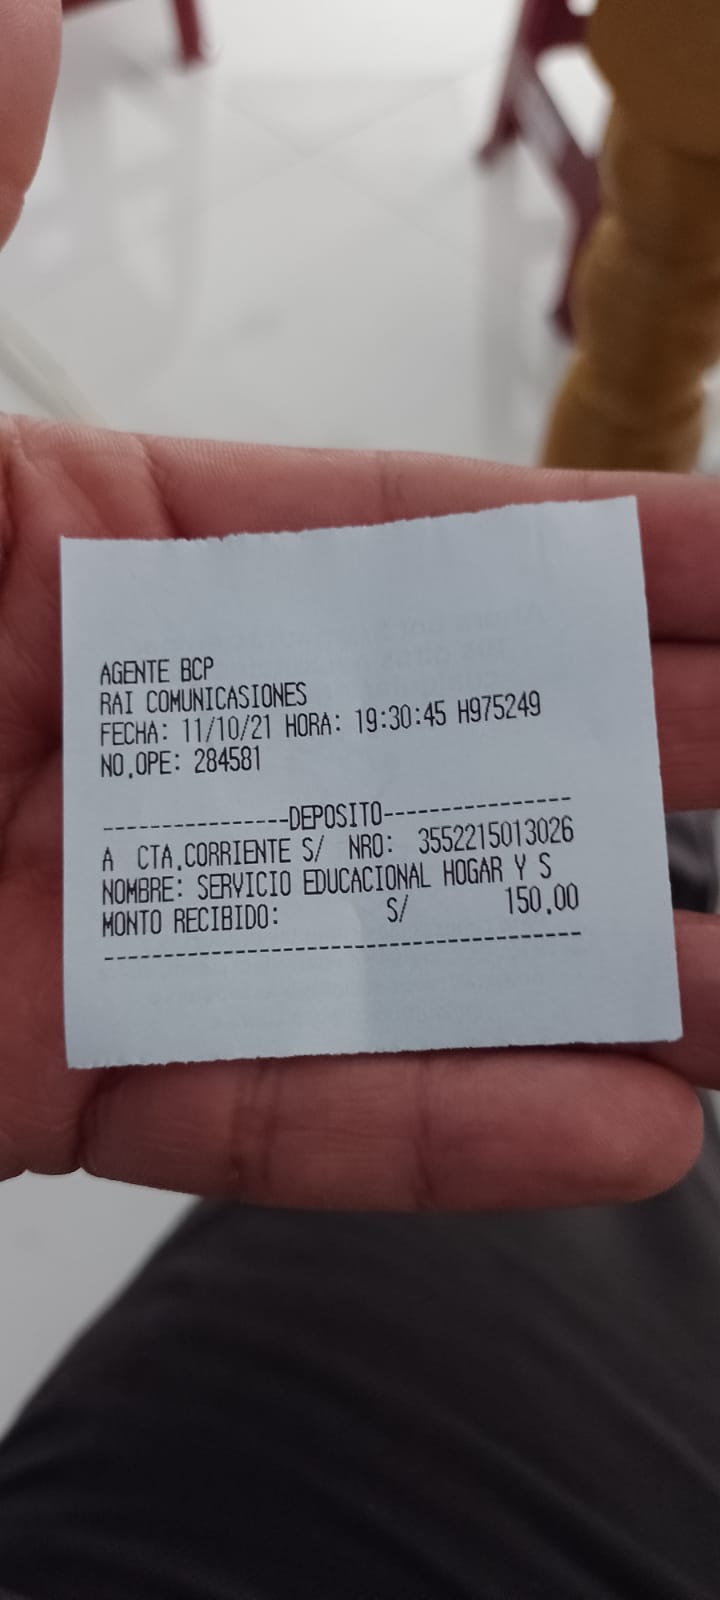 AGENTE BCP
RAI COMUNICASIONES
FECHA: 11/10/21 HORA: 19:30:45 H975249
NO.OPE: 284581
----------------DEPOSITO----------------
A CTA.CORRIENTE S/ NRO: 3552215013026
NOMBRE: SERVICIO EDUCACIONAL HOGAR Y S
MONTO RECIBIDO: S/ 150.00
----------------------------------------